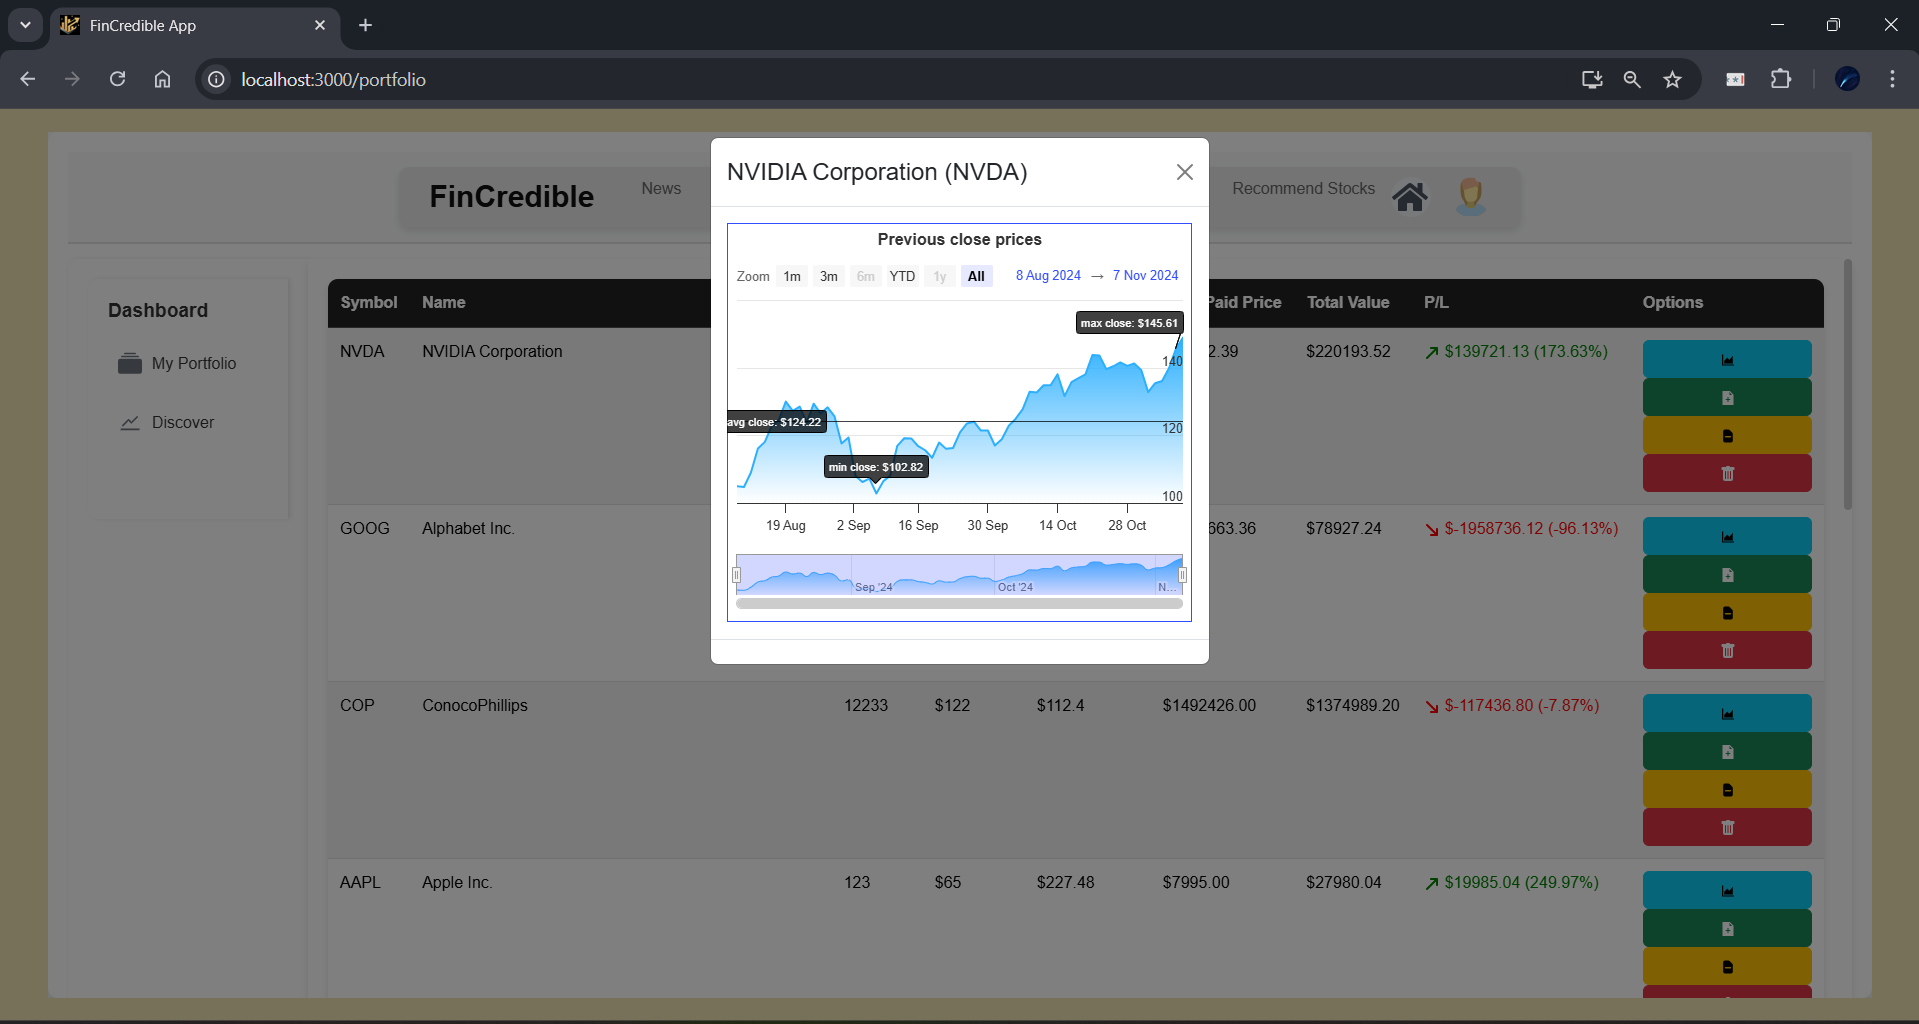 FinCredible App
localhost:3000/portfolio
FinCredible
News
Recommend Stocks
NVIDIA Corporation (NVDA)
Previous close prices
Zoom 1m 3m 6m YTD 1y All 8 Aug 2024 → 7 Nov 2024
max close: $145.61
140
avg close: $124.22
120
min close: $102.82
100
19 Aug 2 Sep 16 Sep 30 Sep 14 Oct 28 Oct
Sep '24 Oct '24 N...
Dashboard
My Portfolio
Discover
Symbol Name Paid Price Total Value P/L Options
NVDA NVIDIA Corporation 2.39 $220193.52 $139721.13 (173.63%)
GOOG Alphabet Inc. 663.36 $78927.24 $-1958736.12 (-96.13%)
COP ConocoPhillips 12233 $122 $112.4 $1492426.00 $1374989.20 $-117436.80 (-7.87%)
AAPL Apple Inc. 123 $65 $227.48 $7995.00 $27980.04 $19985.04 (249.97%)